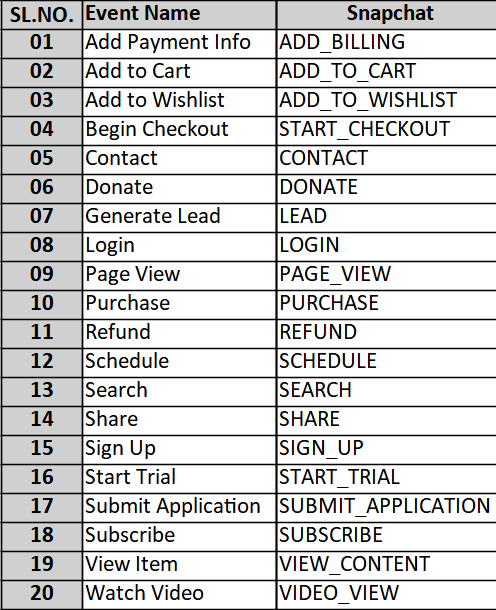 SL.NO. Event Name Snapchat
01 Add Payment Info ADD_BILLING
02 Add to Cart ADD_TO_CART
03 Add to Wishlist ADD_TO_WISHLIST
04 Begin Checkout START_CHECKOUT
05 Contact CONTACT
06 Donate DONATE
07 Generate Lead LEAD
08 Login LOGIN
09 Page View PAGE_VIEW
10 Purchase PURCHASE
11 Refund REFUND
12 Schedule SCHEDULE
13 Search SEARCH
14 Share SHARE
15 Sign Up SIGN_UP
16 Start Trial START_TRIAL
17 Submit Application SUBMIT_APPLICATION
18 Subscribe SUBSCRIBE
19 View Item VIEW_CONTENT
20 Watch Video VIDEO_VIEW